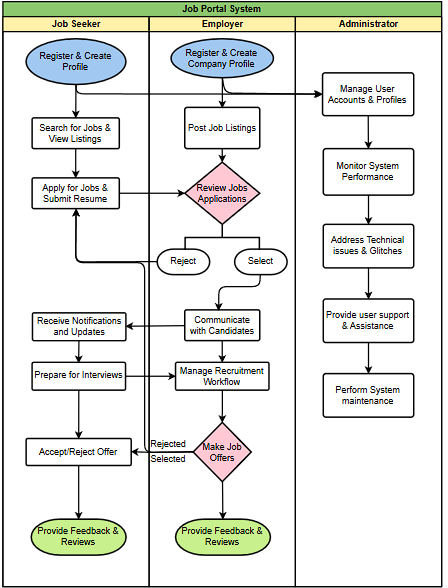 Job Portal System
Job Seeker
Employer
Administrator
Register & Create
Profile
Register & Create
Company Profile
Manage User
Accounts & Profiles
Search for Jobs &
View Listings
Post Job Listings
Monitor System
Performance
Apply for Jobs &
Submit Resume
Review Jobs
Applications
Address Technical
issues & Glitches
Reject
Select
Receive Notifications
and Updates
Communicate
with Candidates
Provide user support
& Assistance
Prepare for Interviews
Manage Recruitment
Workflow
Perform System
maintenance
Accept/Reject Offer
Rejected
Selected
Make Job
Offers
Provide Feedback &
Reviews
Provide Feedback &
Reviews